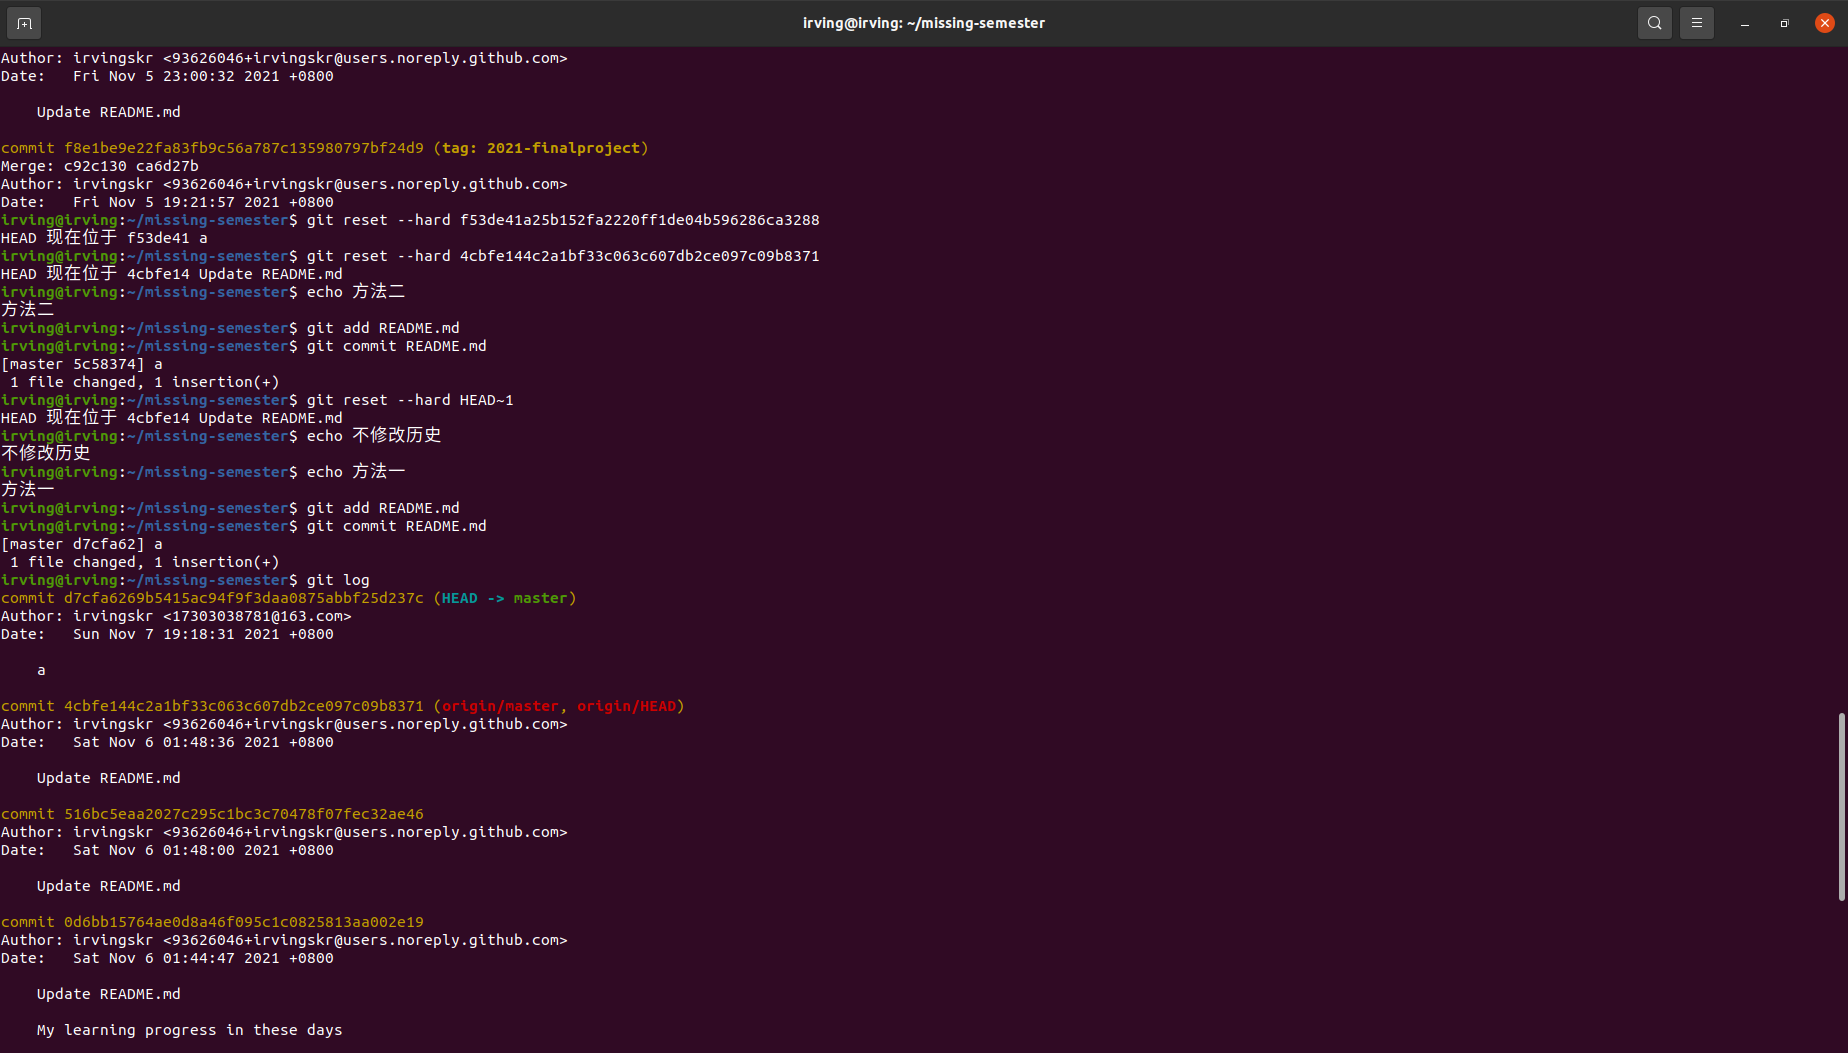 irving@irving: ~/missing-semester
Author: irvingskr <93626046+irvingskr@users.noreply.github.com>
Date:   Fri Nov 5 23:00:32 2021 +0800
    Update README.md
commit f8e1be9e22fa83fb9c56a787c135980797bf24d9 (tag: 2021-finalproject)
Merge: c92c130 ca6d27b
Author: irvingskr <93626046+irvingskr@users.noreply.github.com>
Date:   Fri Nov 5 19:21:57 2021 +0800
irving@irving:~/missing-semester$ git reset --hard f53de41a25b152fa2220ff1de04b596286ca3288
HEAD 现在位于 f53de41 a
irving@irving:~/missing-semester$ git reset --hard 4cbfe144c2a1bf33c063c607db2ce097c09b8371
HEAD 现在位于 4cbfe14 Update README.md
irving@irving:~/missing-semester$ echo 方法二
方法二
irving@irving:~/missing-semester$ git add README.md
irving@irving:~/missing-semester$ git commit README.md
[master 5c58374] a
 1 file changed, 1 insertion(+)
irving@irving:~/missing-semester$ git reset --hard HEAD~1
HEAD 现在位于 4cbfe14 Update README.md
irving@irving:~/missing-semester$ echo 不修改历史
不修改历史
irving@irving:~/missing-semester$ echo 方法一
方法一
irving@irving:~/missing-semester$ git add README.md
irving@irving:~/missing-semester$ git commit README.md
[master d7cfa62] a
 1 file changed, 1 insertion(+)
irving@irving:~/missing-semester$ git log
commit d7cfa6269b5415ac94f9f3daa0875abbf25d237c (HEAD -> master)
Author: irvingskr <17303038781@163.com>
Date:   Sun Nov 7 19:18:31 2021 +0800
    a
commit 4cbfe144c2a1bf33c063c607db2ce097c09b8371 (origin/master, origin/HEAD)
Author: irvingskr <93626046+irvingskr@users.noreply.github.com>
Date:   Sat Nov 6 01:48:36 2021 +0800
    Update README.md
commit 516bc5eaa2027c295c1bc3c70478f07fec32ae46
Author: irvingskr <93626046+irvingskr@users.noreply.github.com>
Date:   Sat Nov 6 01:48:00 2021 +0800
    Update README.md
commit 0d6bb15764ae0d8a46f095c1c0825813aa002e19
Author: irvingskr <93626046+irvingskr@users.noreply.github.com>
Date:   Sat Nov 6 01:44:47 2021 +0800
    Update README.md
    My learning progress in these days